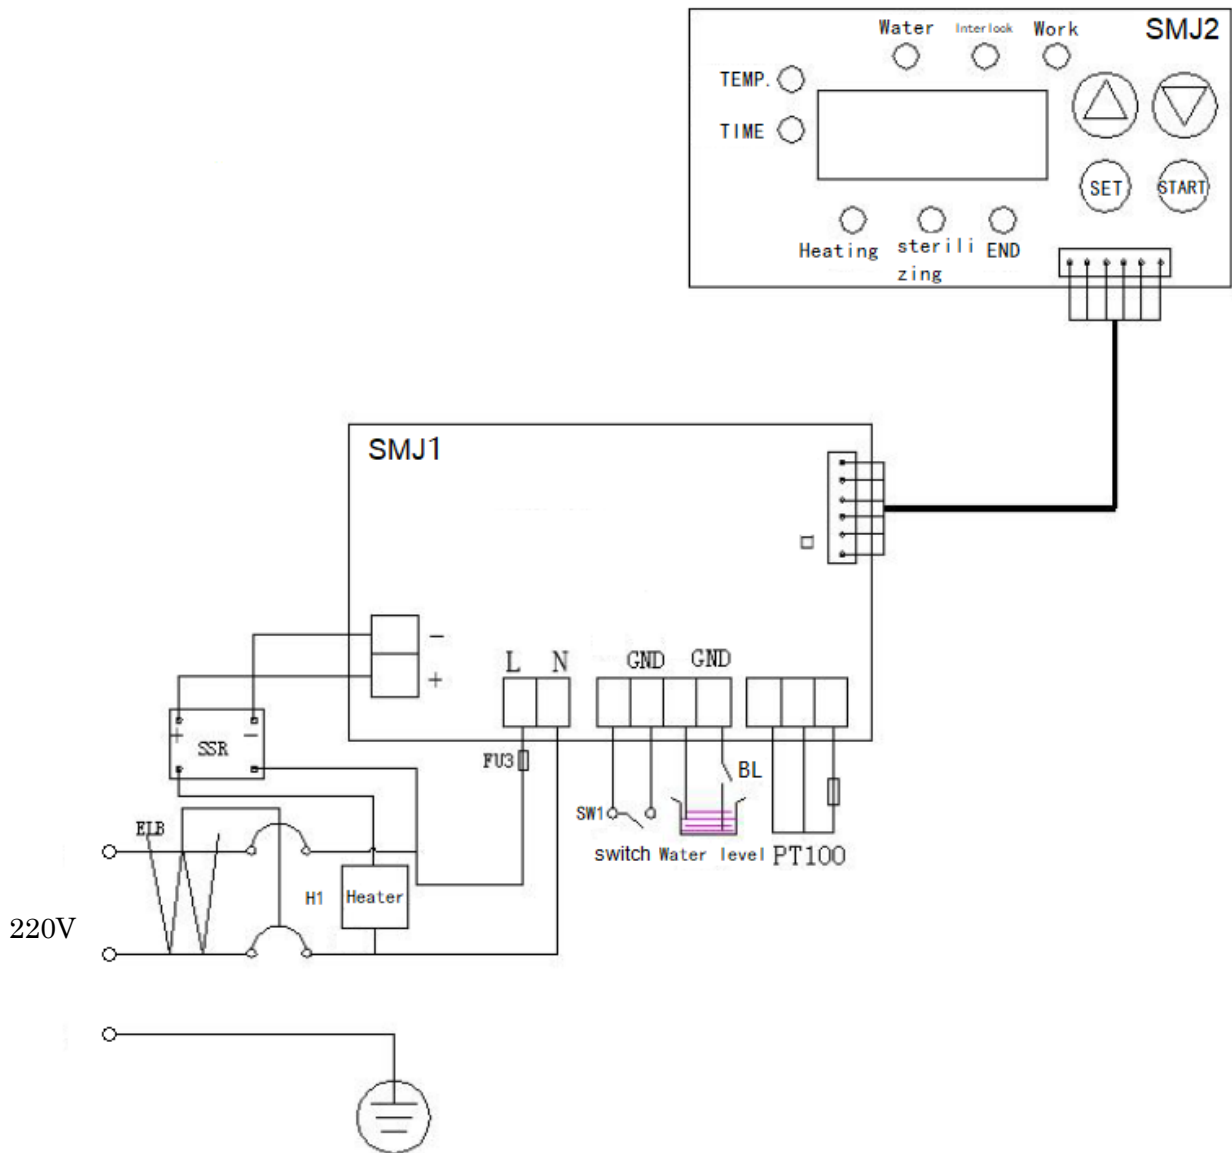 Water Interlook Work SMJ2
TEMP.
TIME
SET START
Heating sterili END
zing
SMJ1
-
+
L N GND GND
+ -
SSR
FU3
BL
SW1
switch Water level PT100
ELB
H1 Heater
220V